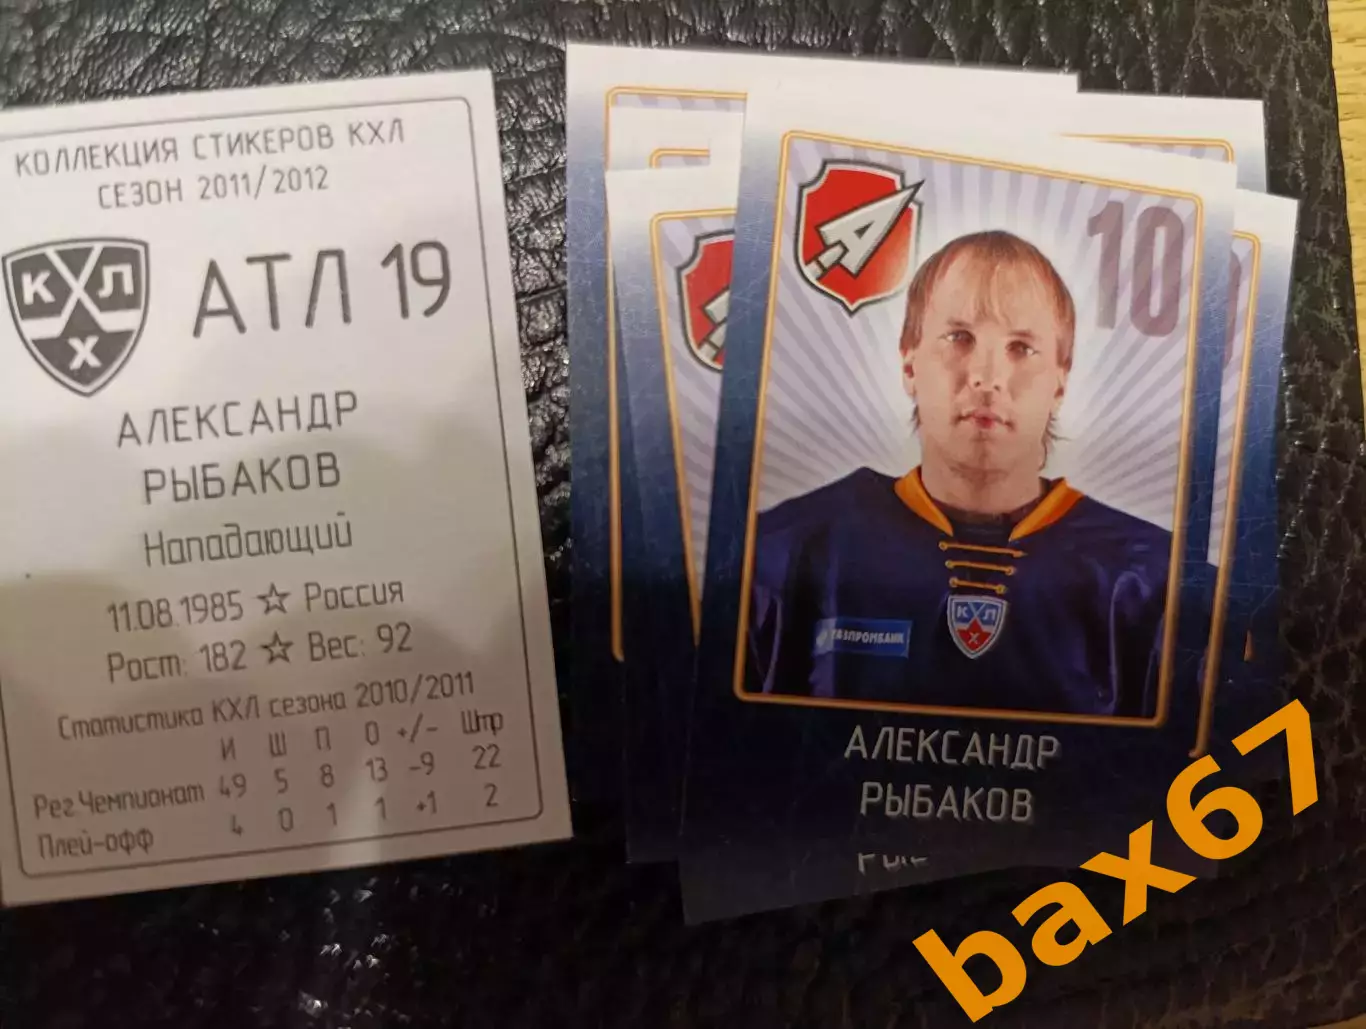 КОЛЛЕКЦИЯ СТИКЕРОВ КХЛ
СЕЗОН 2011/2012
КХЛ
АТЛ 19
АЛЕКСАНДР
РЫБАКОВ
Нападающий
11.08.1985 ☆ Россия
Рост: 182 ☆ Вес: 92
Статистика КХЛ сезона 2010/2011
И Ш П О +/- Штр
Рег.Чемпионат 49 5 8 13 -9 22
Плей-офф 4 0 1 1 +1 2
А
10
КХЛ
ГАЗПРОМБАНК
АЛЕКСАНДР
РЫБАКОВ
bax67